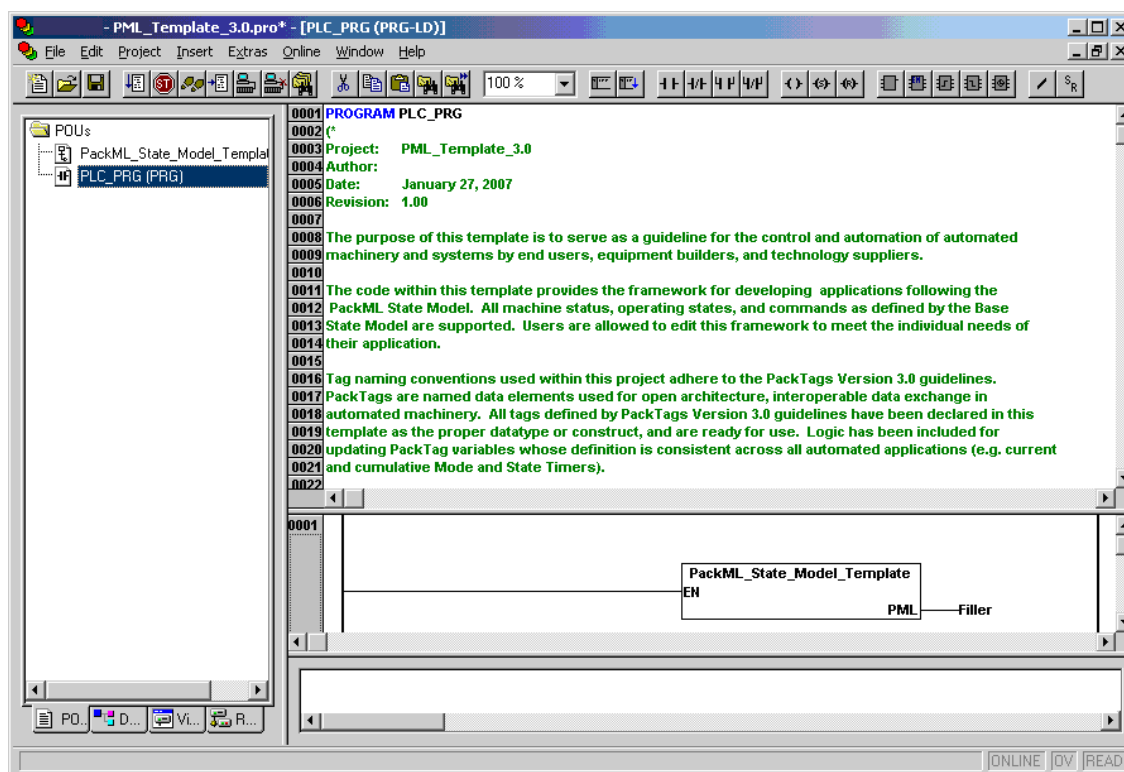 - PML_Template_3.0.pro* - [PLC_PRG (PRG-LD)]
File Edit Project Insert Extras Online Window Help
100 %
POUs
PackML_State_Model_Templat
PLC_PRG (PRG)
0001 PROGRAM PLC_PRG
0002 (*
0003 Project: PML_Template_3.0
0004 Author:
0005 Date: January 27, 2007
0006 Revision: 1.00
0007
0008 The purpose of this template is to serve as a guideline for the control and automation of automated
0009 machinery and systems by end users, equipment builders, and technology suppliers.
0010
0011 The code within this template provides the framework for developing applications following the
0012 PackML State Model. All machine status, operating states, and commands as defined by the Base
0013 State Model are supported. Users are allowed to edit this framework to meet the individual needs of
0014 their application.
0015
0016 Tag naming conventions used within this project adhere to the PackTags Version 3.0 guidelines.
0017 PackTags are named data elements used for open architecture, interoperable data exchange in
0018 automated machinery. All tags defined by PackTags Version 3.0 guidelines have been declared in this
0019 template as the proper datatype or construct, and are ready for use. Logic has been included for
0020 updating PackTag variables whose definition is consistent across all automated applications (e.g. current
0021 and cumulative Mode and State Timers).
0022
0001
PackML_State_Model_Template
EN
PML Filler
PO.. D... Vi... R...
ONLINE OV READ